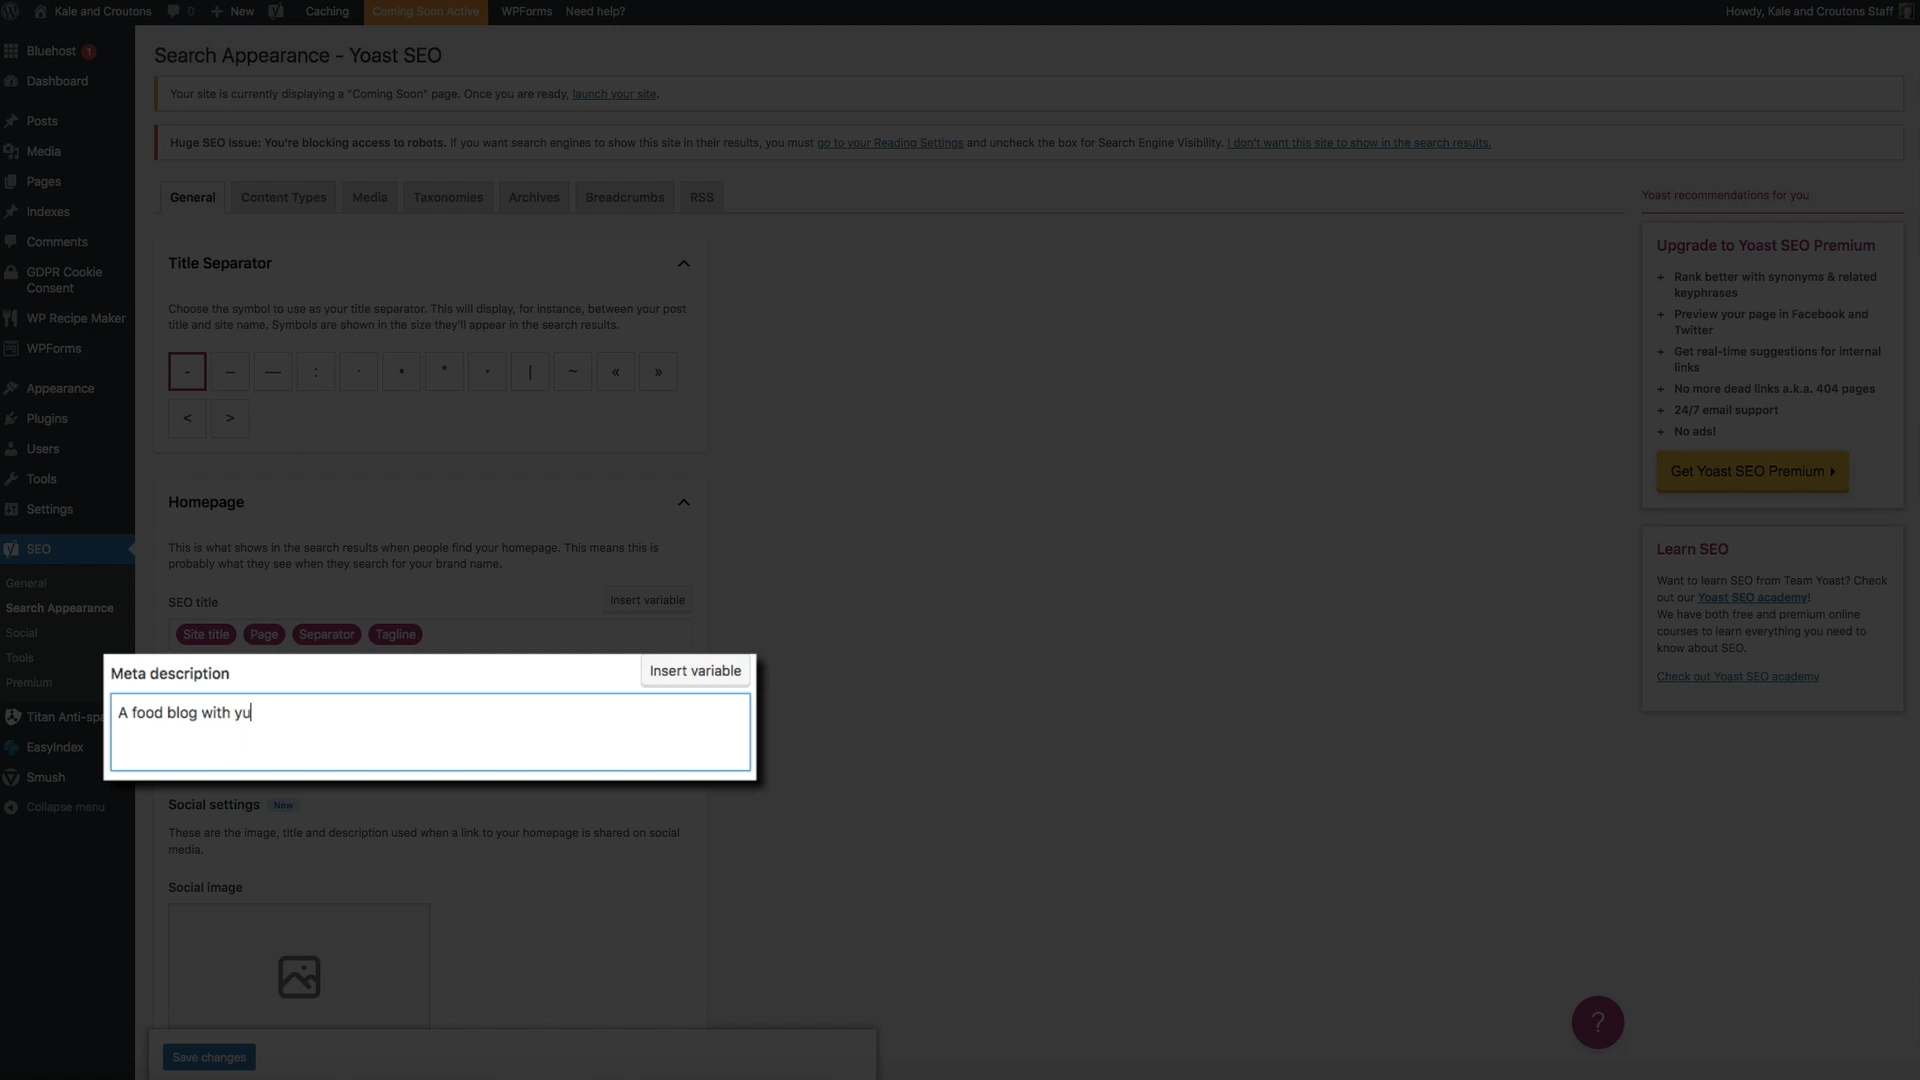 Kale and Croutons 0 New Caching Coming Soon Active WPForms Need help? Howdy, Kale and Croutons Staff
Bluehost 1
Dashboard
Posts
Media
Pages
Indexes
Comments
GDPR Cookie
Consent
WP Recipe Maker
WPForms
Appearance
Plugins
Users
Tools
Settings
SEO
General
Search Appearance
Social
Tools
Premium
Titan Anti-spa
EasyIndex
Smush
Collapse menu
Search Appearance - Yoast SEO
Your site is currently displaying a "Coming Soon" page. Once you are ready, launch your site.
Huge SEO Issue: You're blocking access to robots. If you want search engines to show this site in their results, you must go to your Reading Settings and uncheck the box for Search Engine Visibility. I don't want this site to show in the search results.
General Content Types Media Taxonomies Archives Breadcrumbs RSS
Title Separator
Choose the symbol to use as your title separator. This will display, for instance, between your post
title and site name. Symbols are shown in the size they'll appear in the search results.
- – — : · • * ⋆ | ~ « »
< >
Homepage
This is what shows in the search results when people find your homepage. This means this is
probably what they see when they search for your brand name.
SEO title Insert variable
Site title Page Separator Tagline
Meta description Insert variable
A food blog with yu
Social settings New
These are the image, title and description used when a link to your homepage is shared on social
media.
Social image
Save changes
Yoast recommendations for you
Upgrade to Yoast SEO Premium
+ Rank better with synonyms & related
keyphrases
+ Preview your page in Facebook and
Twitter
+ Get real-time suggestions for internal
links
+ No more dead links a.k.a. 404 pages
+ 24/7 email support
+ No ads!
Get Yoast SEO Premium
Learn SEO
Want to learn SEO from Team Yoast? Check
out our Yoast SEO academy!
We have both free and premium online
courses to learn everything you need to
know about SEO.
Check out Yoast SEO academy
?